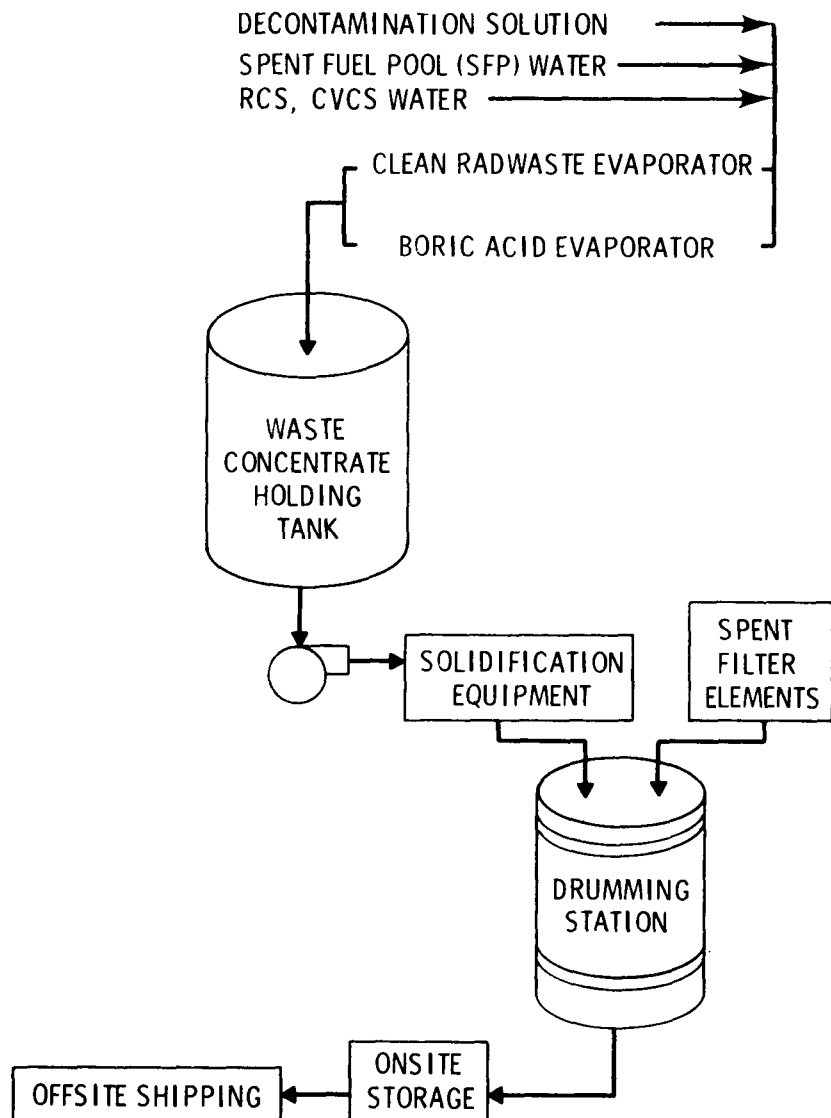 DECONTAMINATION SOLUTION
SPENT FUEL POOL (SFP) WATER
RCS, CVCS WATER
CLEAN RADWASTE EVAPORATOR
BORIC ACID EVAPORATOR
WASTE
CONCENTRATE
HOLDING
TANK
SOLIDIFICATION
EQUIPMENT
SPENT
FILTER
ELEMENTS
DRUMMING
STATION
ONSITE
STORAGE
OFFSITE SHIPPING